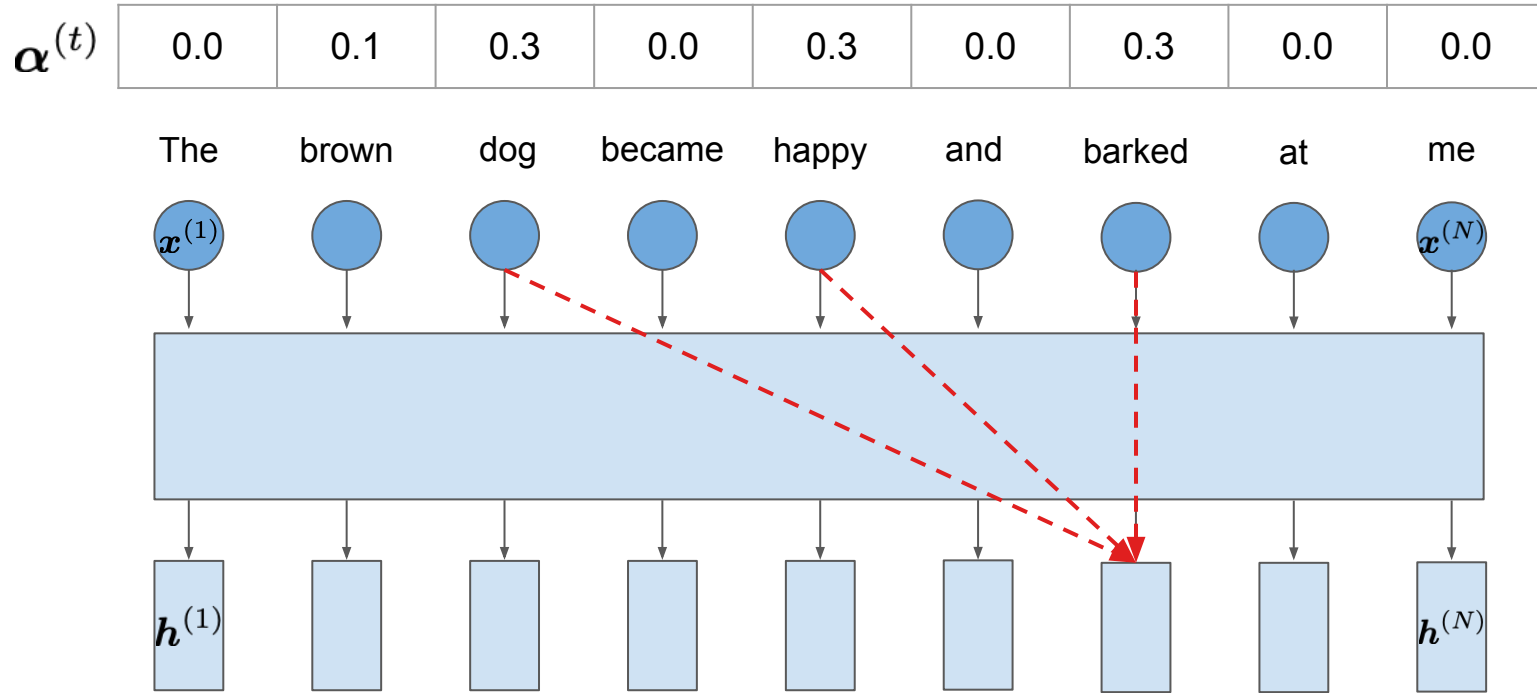 α^(t) 0.0 0.1 0.3 0.0 0.3 0.0 0.3 0.0 0.0
The brown dog became happy and barked at me
x^(1) x^(N)
h^(1) h^(N)